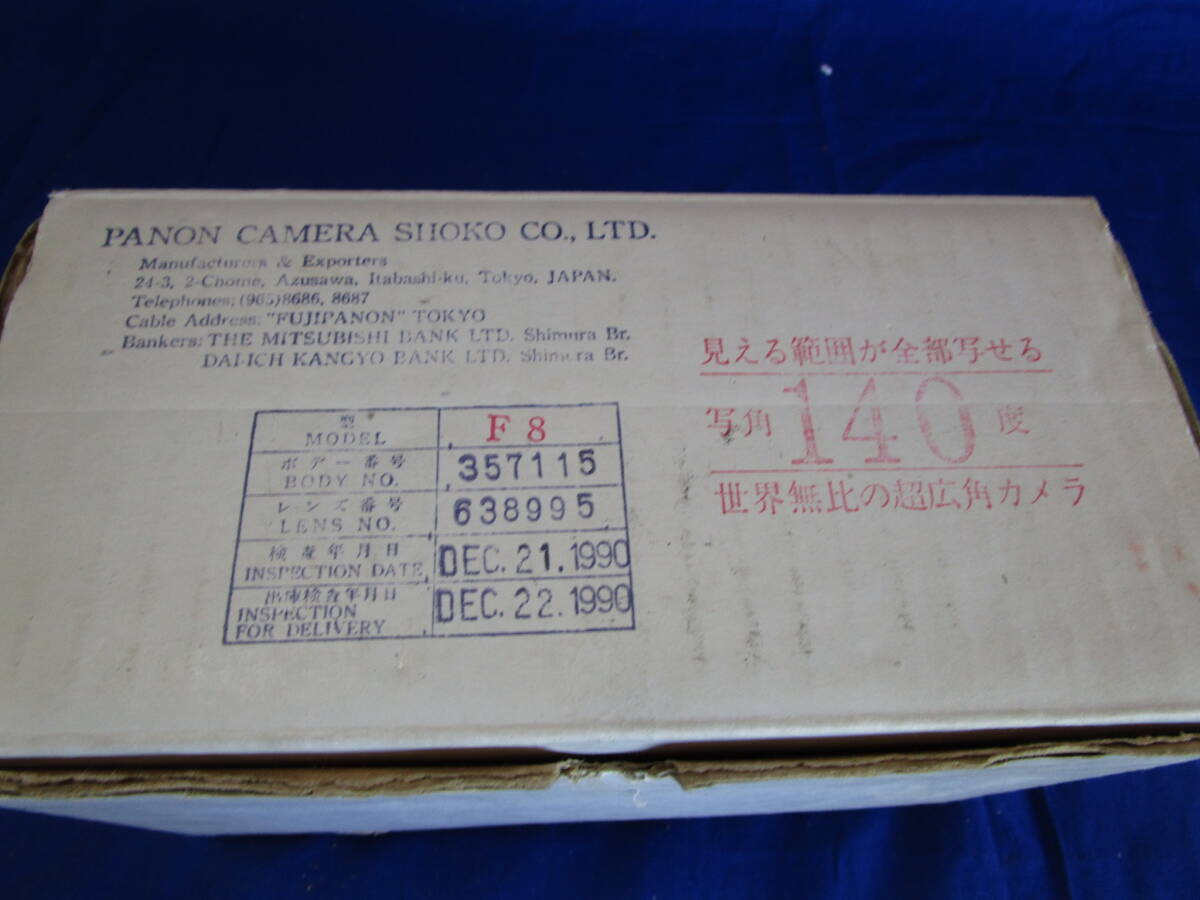 PANON CAMERA SHOKO CO., LTD.
Manufacturers & Exporters
24-3, 2-Chome, Azusawa, Itabashi-ku, Tokyo, JAPAN.
Telephones: (965) 8686, 8687
Cable Address: "FUJIPANON" TOKYO
Bankers: THE MITSUBISHI BANK LTD. Shimura Br.
DAI-ICH KANGYO BANK LTD. Shimura Br.
型
MODEL F 8
ボデー番号
BODY NO. 357115
レンズ番号
LENS NO. 638995
検査年月日
INSPECTION DATE DEC. 21. 1990
出庫検査年月日
INSPECTION
FOR DELIVERY DEC. 22. 1990
見える範囲が全部写せる
写角 140 度
世界無比の超広角カメラ